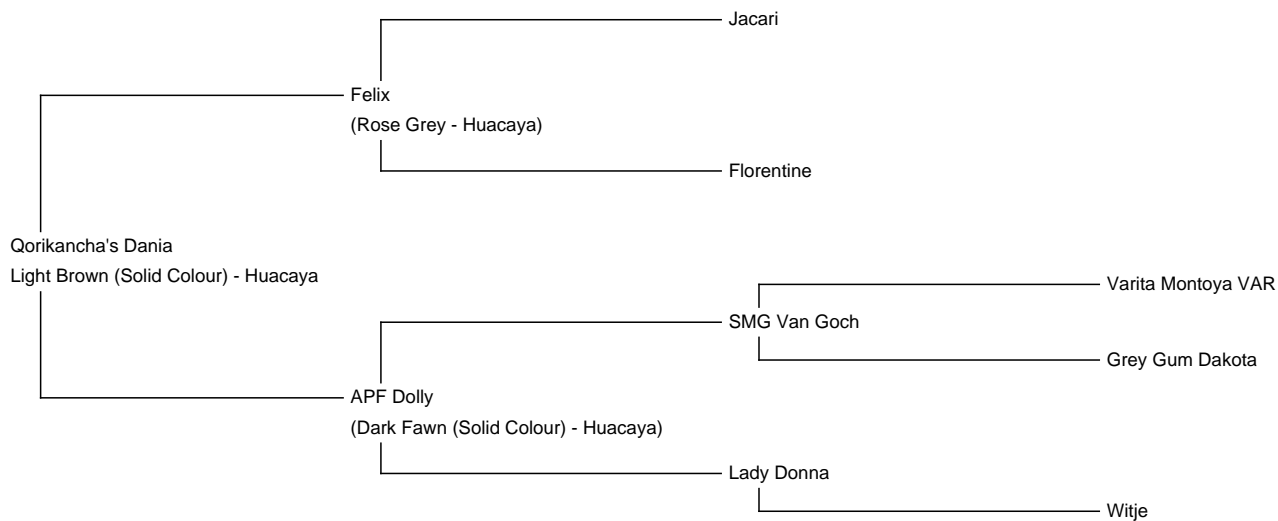 Jacari
Felix
(Rose Grey - Huacaya)
Florentine
Qorikancha's Dania
Light Brown (Solid Colour) - Huacaya
Varita Montoya VAR
SMG Van Goch
Grey Gum Dakota
APF Dolly
(Dark Fawn (Solid Colour) - Huacaya)
Lady Donna
Witje